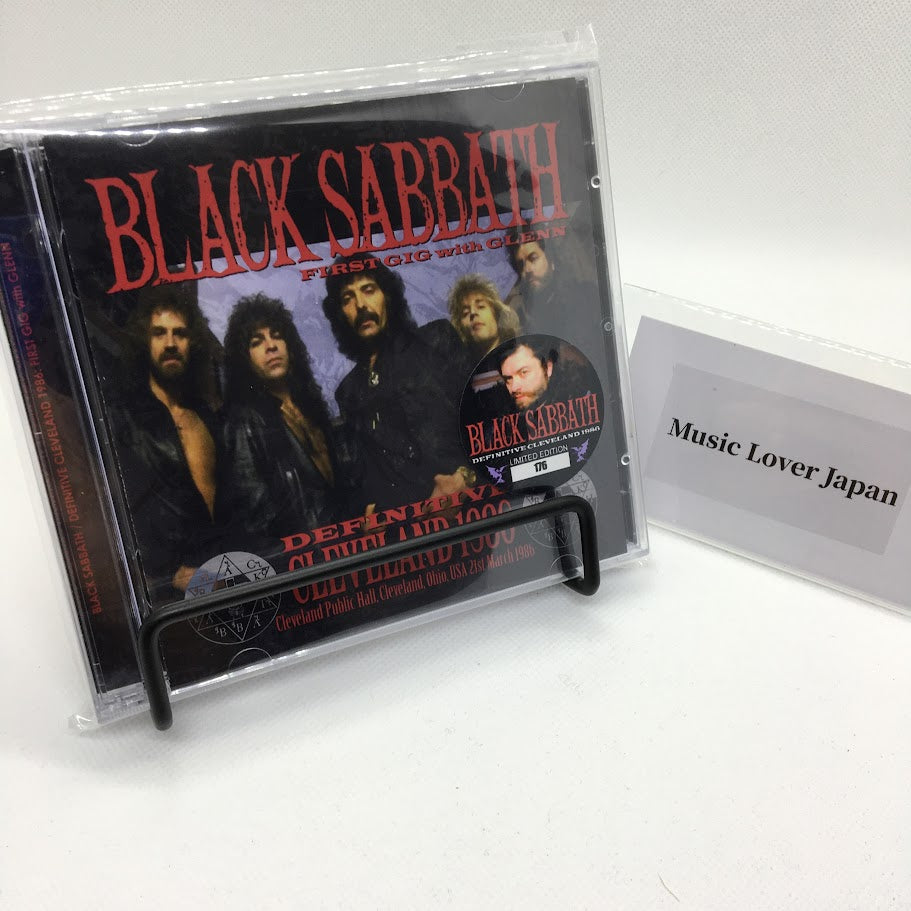 BLACK SABBATH
FIRST GIG with GLENN
BLACK SABBATH
DEFINITIVE CLEVELAND 1986
LIMITED EDITION
176
DEFINITIVE
CLEVELAND 1986
Cleveland Public Hall, Cleveland, Ohio, USA 21st March 1986
BLACK SABBATH DEFINITIVE CLEVELAND 1986: FIRST GIG with GLENN
Music Lover Japan